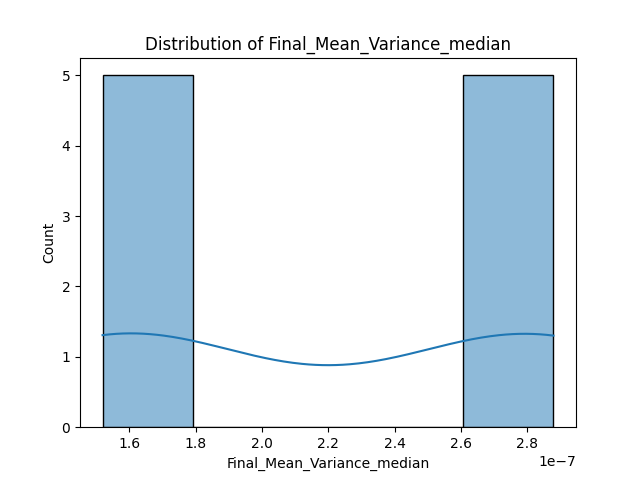 Distribution of Final_Mean_Variance_median
5
4
3
2
1
0
Count
1.6 1.8 2.0 2.2 2.4 2.6 2.8
1e−7
Final_Mean_Variance_median